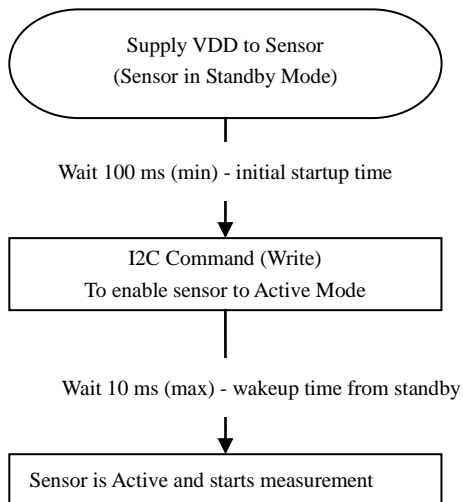 Supply VDD to Sensor
(Sensor in Standby Mode)
Wait 100 ms (min) - initial startup time
I2C Command (Write)
To enable sensor to Active Mode
Wait 10 ms (max) - wakeup time from standby
Sensor is Active and starts measurement